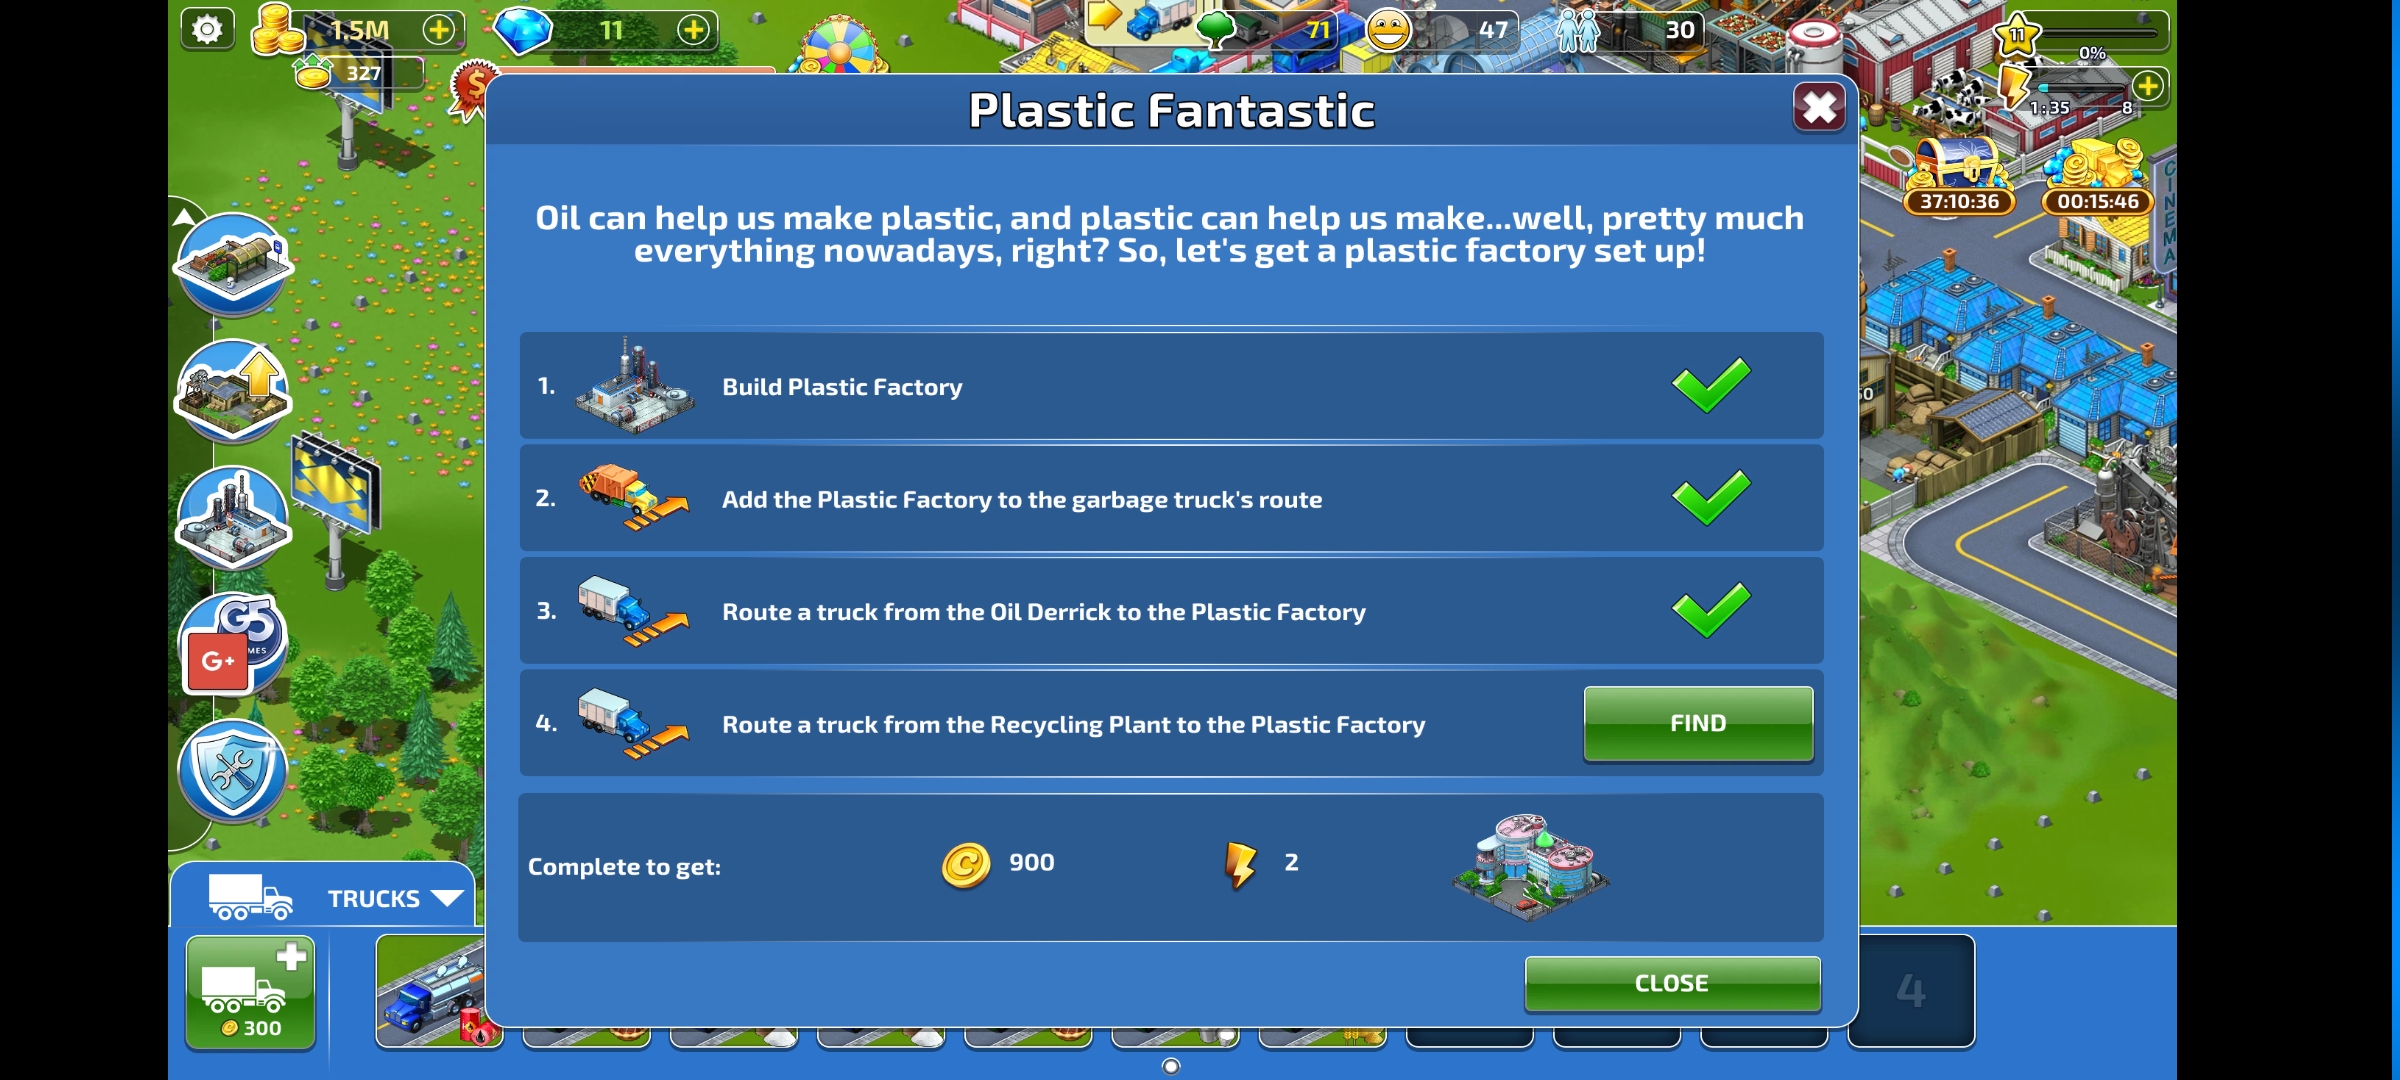 1.5M
11
71
47
30
11
0%
327
1:35
8
Plastic Fantastic
37:10:36
00:15:46
CINEMA
Oil can help us make plastic, and plastic can help us make...well, pretty much
everything nowadays, right? So, let's get a plastic factory set up!
1.
Build Plastic Factory
2.
Add the Plastic Factory to the garbage truck's route
3.
Route a truck from the Oil Derrick to the Plastic Factory
G5
G+
4.
Route a truck from the Recycling Plant to the Plastic Factory
FIND
Complete to get:
900
2
TRUCKS
CLOSE
300
4